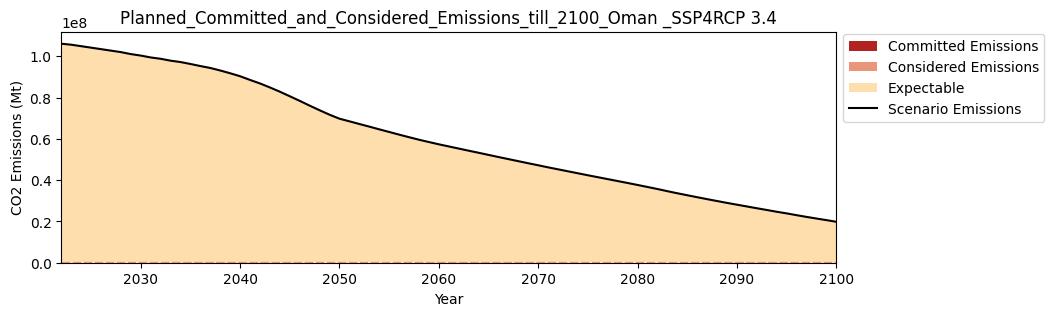 Planned_Committed_and_Considered_Emissions_till_2100_Oman _SSP4RCP 3.4
1e8
1.0
0.8
0.6
0.4
0.2
0.0
CO2 Emissions (Mt)
2030 2040 2050 2060 2070 2080 2090 2100
Year
Committed Emissions
Considered Emissions
Expectable
Scenario Emissions